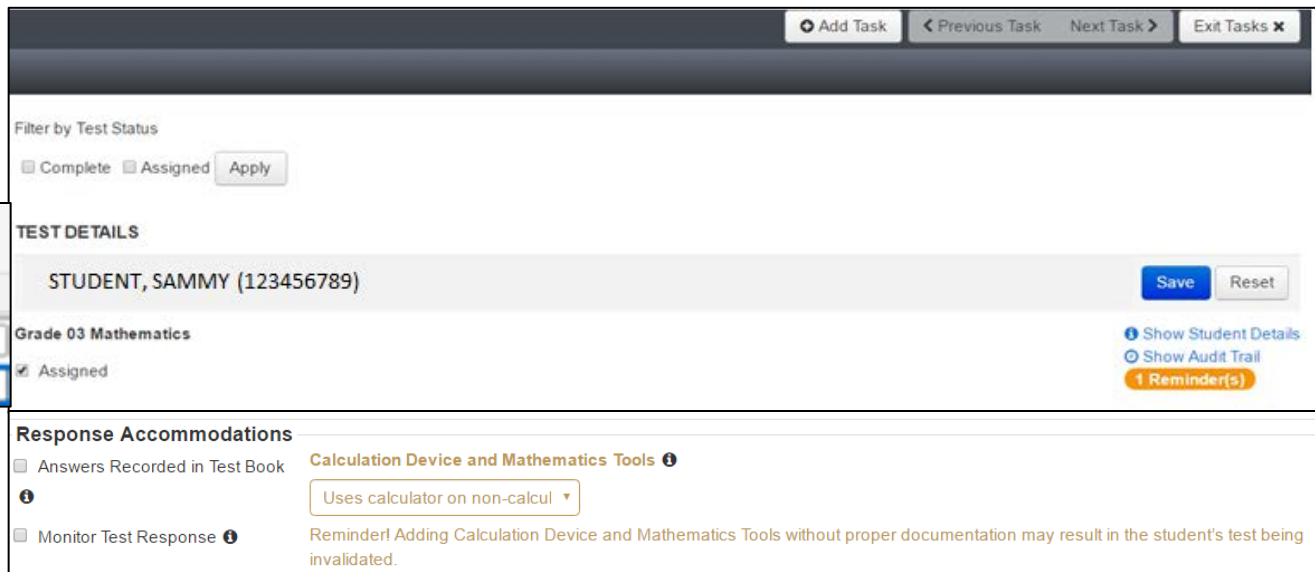 Add Task Previous Task Next Task Exit Tasks
Filter by Test Status
Complete Assigned Apply
TEST DETAILS
STUDENT, SAMMY (123456789) Save Reset
Grade 03 Mathematics Show Student Details
Assigned Show Audit Trail
1 Reminder(s)
Response Accommodations
Answers Recorded in Test Book Calculation Device and Mathematics Tools
Uses calculator on non-calcul
Monitor Test Response Reminder! Adding Calculation Device and Mathematics Tools without proper documentation may result in the student's test being
invalidated.